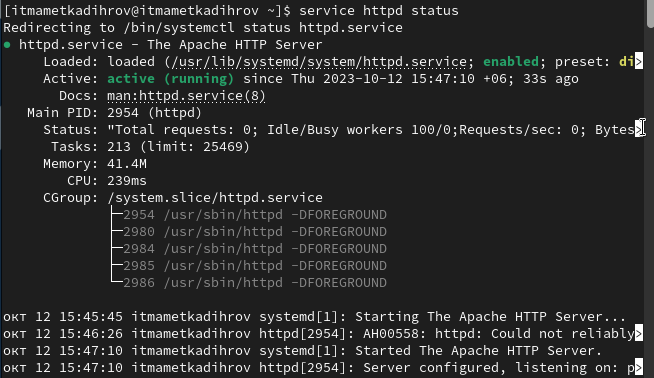 [itmametkadihrov@itmametkadihrov ~]$ service httpd status
Redirecting to /bin/systemctl status httpd.service
● httpd.service - The Apache HTTP Server
     Loaded: loaded (/usr/lib/systemd/system/httpd.service; enabled; preset: di>
     Active: active (running) since Thu 2023-10-12 15:47:10 +06; 33s ago
       Docs: man:httpd.service(8)
   Main PID: 2954 (httpd)
     Status: "Total requests: 0; Idle/Busy workers 100/0;Requests/sec: 0; Bytes>
      Tasks: 213 (limit: 25469)
     Memory: 41.4M
        CPU: 239ms
     CGroup: /system.slice/httpd.service
             ├─2954 /usr/sbin/httpd -DFOREGROUND
             ├─2980 /usr/sbin/httpd -DFOREGROUND
             ├─2984 /usr/sbin/httpd -DFOREGROUND
             ├─2985 /usr/sbin/httpd -DFOREGROUND
             └─2986 /usr/sbin/httpd -DFOREGROUND

окт 12 15:45:45 itmametkadihrov systemd[1]: Starting The Apache HTTP Server...
окт 12 15:46:26 itmametkadihrov httpd[2954]: AH00558: httpd: Could not reliably>
окт 12 15:47:10 itmametkadihrov systemd[1]: Started The Apache HTTP Server.
окт 12 15:47:10 itmametkadihrov httpd[2954]: Server configured, listening on: p>